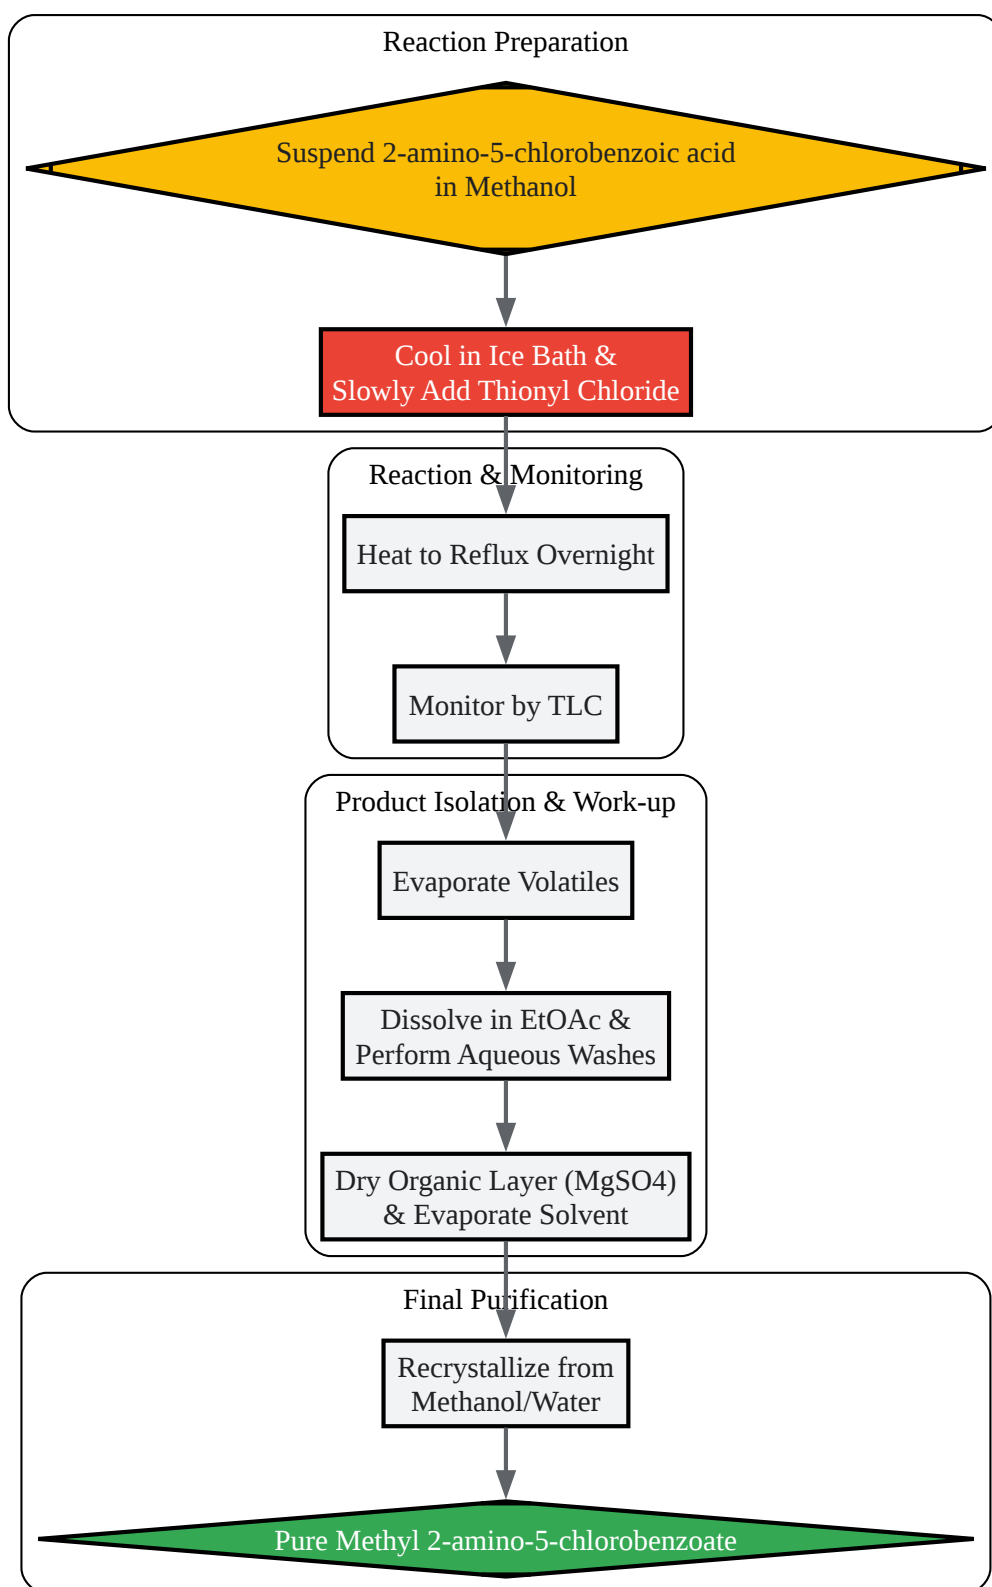 Reaction Preparation
Suspend 2-amino-5-chlorobenzoic acid
in Methanol
Cool in Ice Bath &
Slowly Add Thionyl Chloride
Reaction & Monitoring
Heat to Reflux Overnight
Monitor by TLC
Product Isolation & Work-up
Evaporate Volatiles
Dissolve in EtOAc &
Perform Aqueous Washes
Dry Organic Layer (MgSO4)
& Evaporate Solvent
Final Purification
Recrystallize from
Methanol/Water
Pure Methyl 2-amino-5-chlorobenzoate